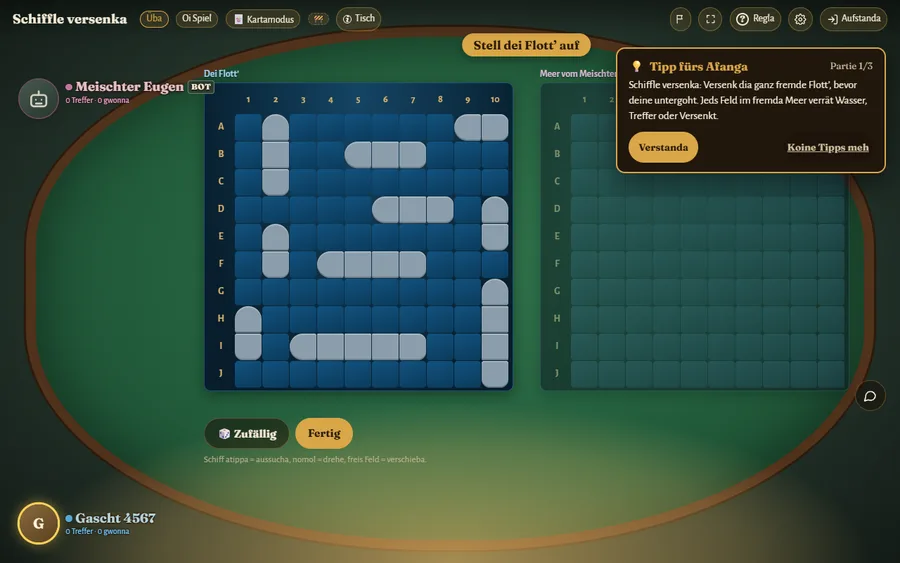 Schiffle versenka
Uba
Oi Spiel
Kartamodus
Tisch
Regla
Aufstanda
Stell dei Flott' auf
Meischter Eugen BOT
0 Treffer · 0 gwonna
Dei Flott'
1 2 3 4 5 6 7 8 9 10
A
B
C
D
E
F
G
H
I
J
Meer vom Meischter
1 2
A
B
C
D
E
F
G
H
I
J
Tipp fürs Afanga
Partie 1/3
Schiffle versenka: Versenk dia ganz fremde Flott', bevor
deine untergoht. Jeds Feld im fremda Meer verrät Wasser,
Treffer oder Versenkt.
Verstanda
Koine Tipps meh
Zufällig
Fertig
Schiff atippa = aussucha, nomol = drehe, freis Feld = verschieba.
G
Gascht 4567
0 Treffer · 0 gwonna